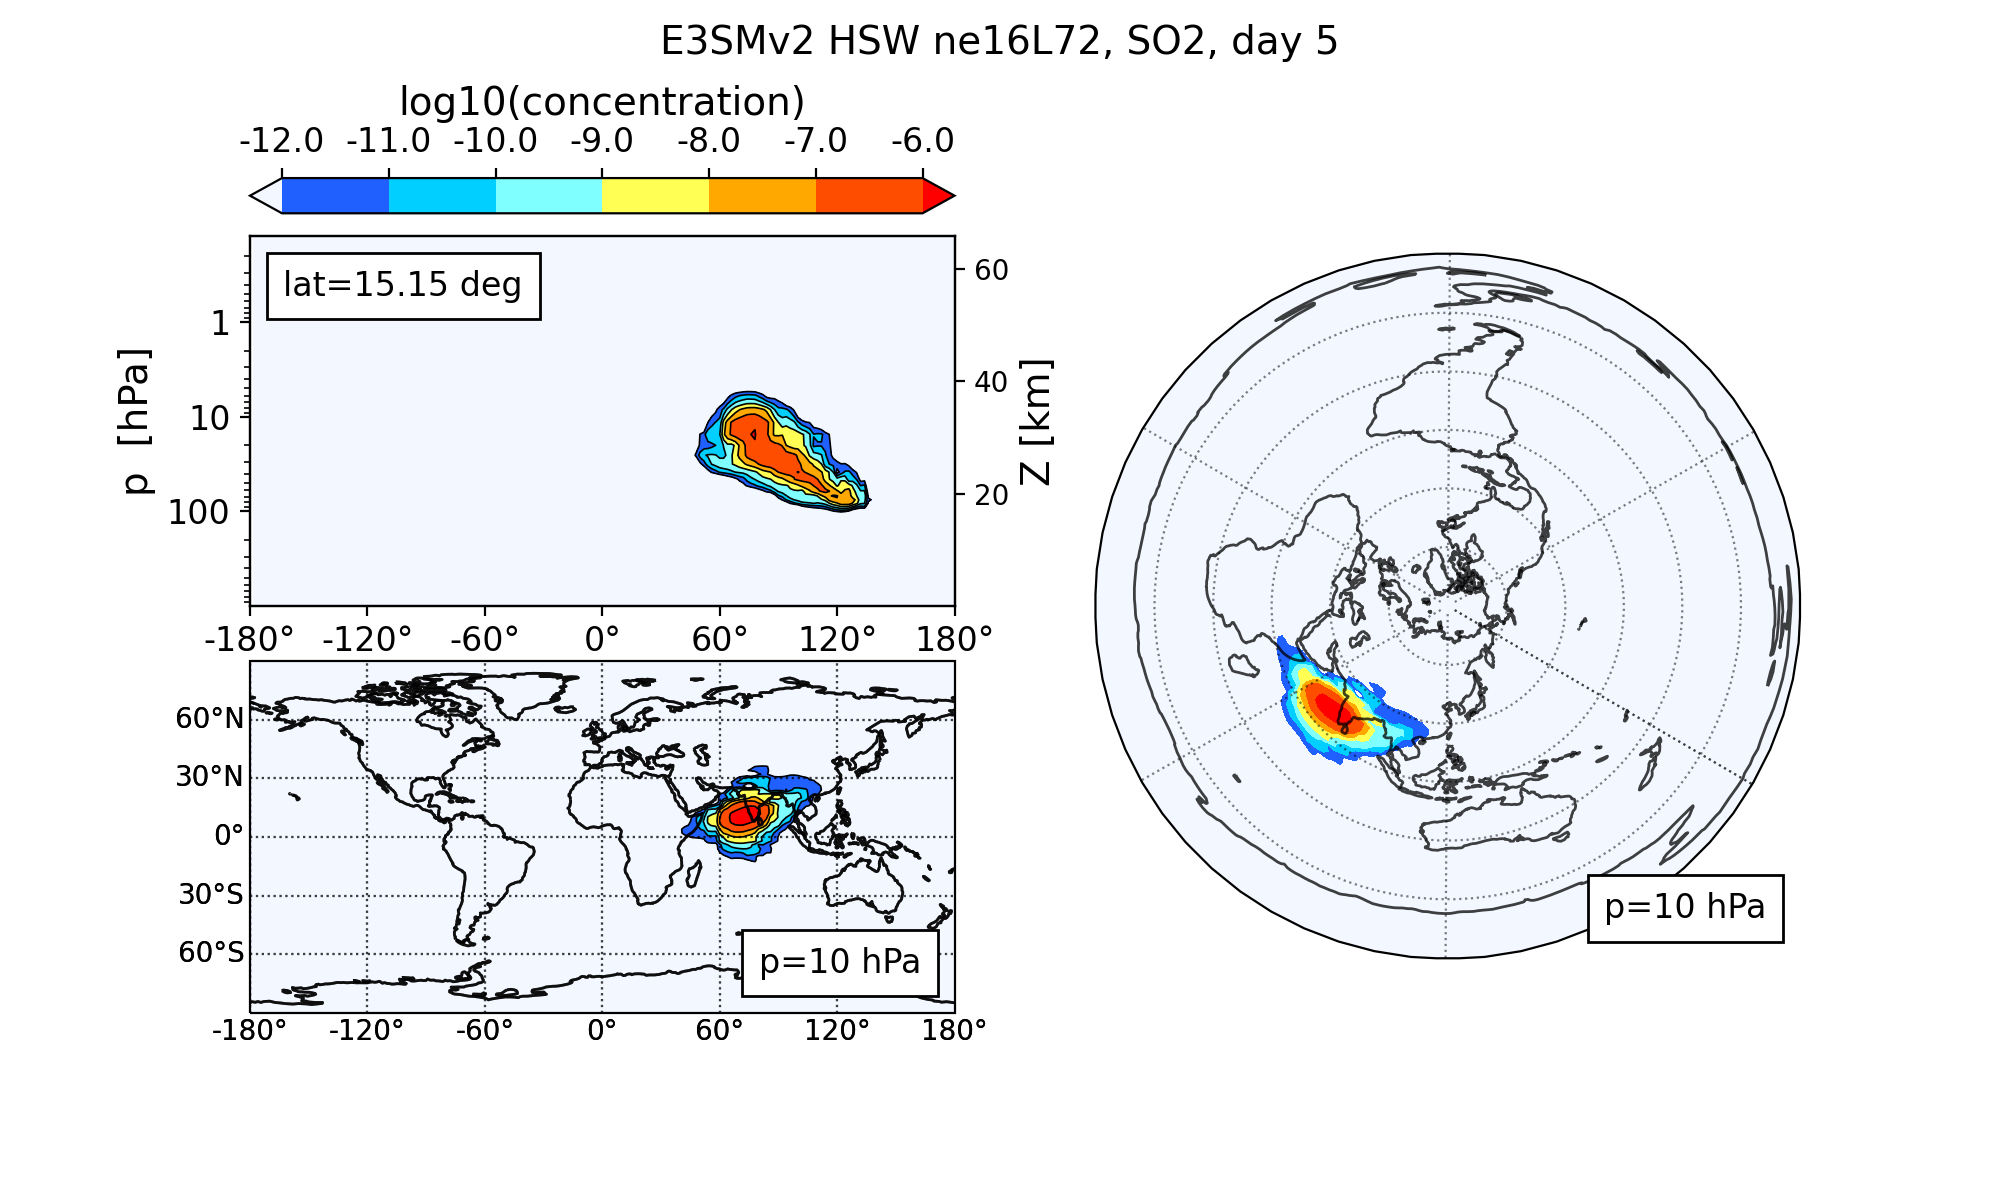 E3SMv2 HSW ne16L72, SO2, day 5
log10(concentration)
-12.0 -11.0 -10.0 -9.0 -8.0 -7.0 -6.0
lat=15.15 deg
p [hPa]
1
10
100
60
40
20
Z [km]
-180° -120° -60° 0° 60° 120° 180°
60°N
30°N
0°
30°S
60°S
p=10 hPa
-180° -120° -60° 0° 60° 120° 180°
p=10 hPa